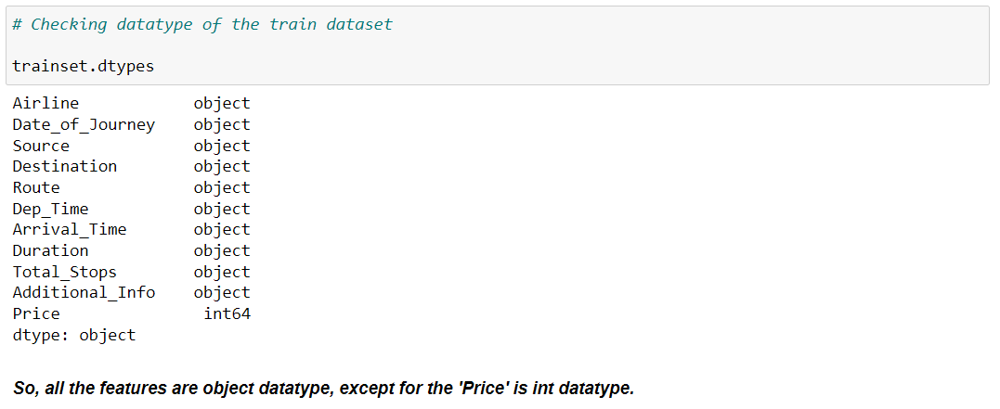 # Checking datatype of the train dataset
trainset.dtypes
Airline object
Date_of_Journey object
Source object
Destination object
Route object
Dep_Time object
Arrival_Time object
Duration object
Total_Stops object
Additional_Info object
Price int64
dtype: object
So, all the features are object datatype, except for the 'Price' is int datatype.